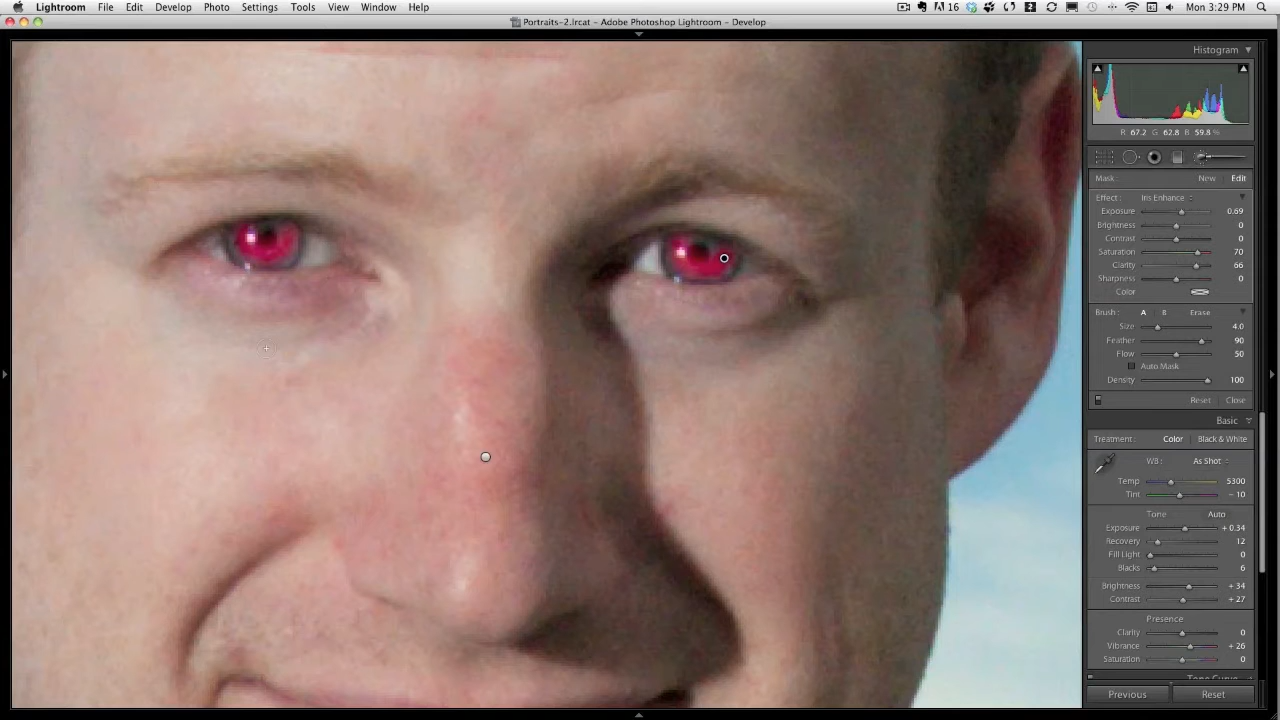 Lightroom File Edit Develop Photo Settings Tools View Window Help 16 2 Mon 3:29 PM
Portraits-2.lrcat - Adobe Photoshop Lightroom - Develop
Histogram
R 67.2 G 62.8 B 59.8 %
Mask : New Edit
Effect : Iris Enhance
Exposure 0.69
Brightness 0
Contrast 0
Saturation 70
Clarity 66
Sharpness 0
Color
Brush : A B Erase
Size 4.0
Feather 90
Flow 50
Auto Mask
Density 100
Reset Close
Basic
Treatment : Color Black & White
WB : As Shot
Temp 5300
Tint - 10
Tone Auto
Exposure + 0.34
Recovery 12
Fill Light 0
Blacks 6
Brightness + 34
Contrast + 27
Presence
Clarity 0
Vibrance + 26
Saturation 0
Tone Curve
Previous Reset